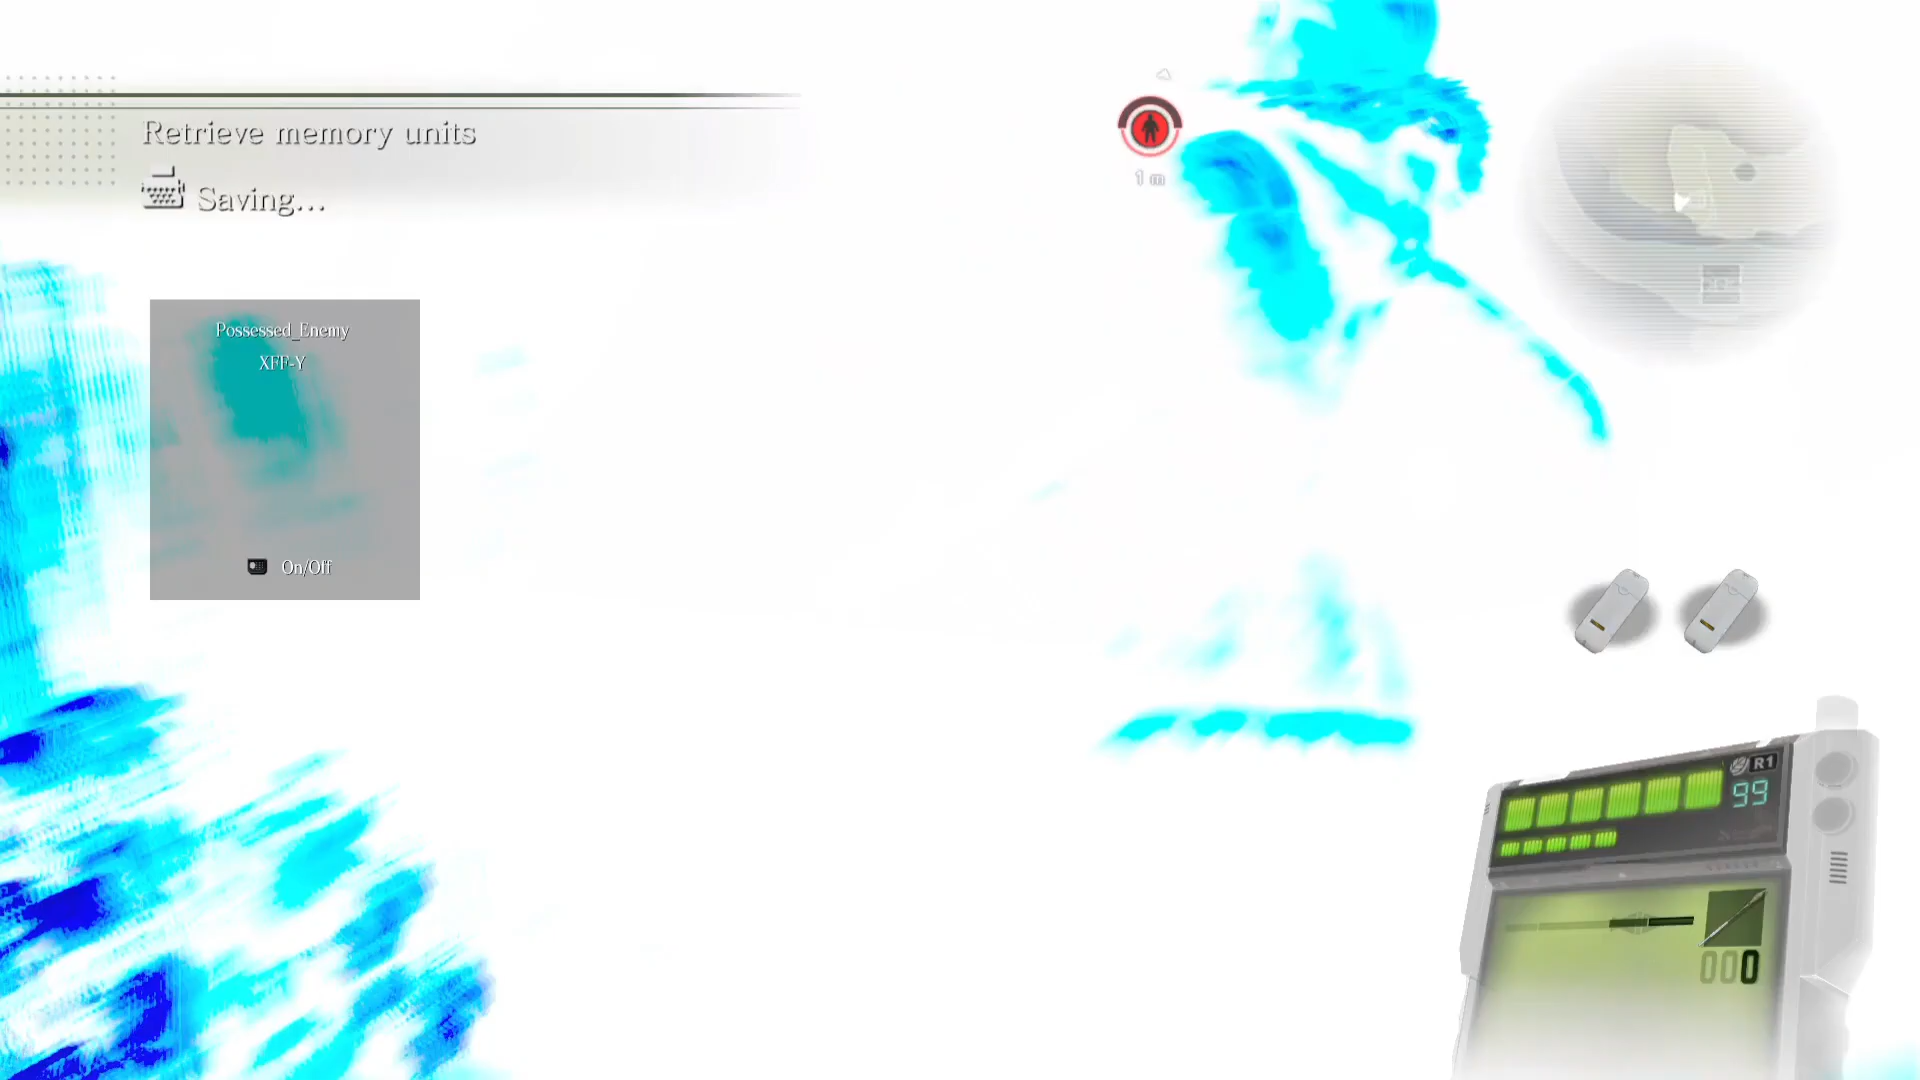 Retrieve memory units
Saving...
1 m
Possessed_Enemy
XFF-Y
On/Off
R1
99
000